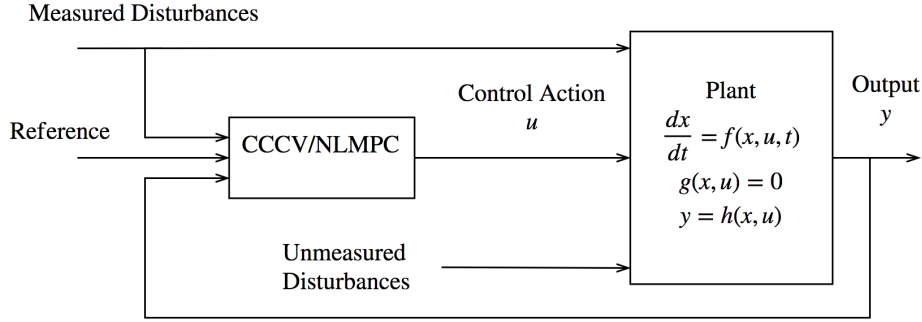 Measured Disturbances
Reference
CCCV/NLMPC
Control Action
u
Plant
dx/dt = f(x, u, t)
g(x, u) = 0
y = h(x, u)
Output
y
Unmeasured
Disturbances